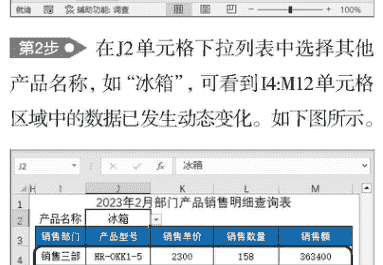 就绪 辅助功能: 调查 100%
第2步 在J2单元格下拉列表中选择其他
产品名称，如“冰箱”，可看到I4:M12单元格
区域中的数据已发生动态变化。如下图所示。
J2 fx 冰箱
H I J K L M
1 2023年2月部门产品销售明细查询表
2 产品名称 冰箱
3 销售部门 产品型号 销售单价 销售数量 销售额
4 销售三部 HR-0KK1-5 2300 158 363400